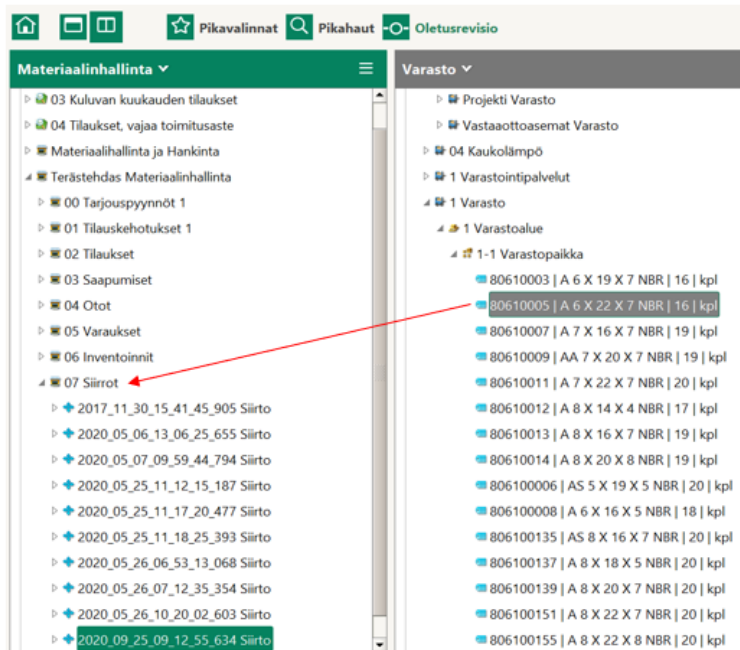 Pikavalinnat Pikahaut Oletusrevisio
Materiaalinhallinta
03 Kuluvan kuukauden tilaukset
04 Tilaukset, vajaa toimitusaste
Materiaalihallinta ja Hankinta
Terästehdas Materiaalinhallinta
00 Tarjouspyynnöt 1
01 Tilauskehotukset 1
02 Tilaukset
03 Saapumiset
04 Otot
05 Varaukset
06 Inventoinnit
07 Siirrot
2017_11_30_15_41_45_905 Siirto
2020_05_06_13_06_25_655 Siirto
2020_05_07_09_59_44_794 Siirto
2020_05_25_11_12_15_187 Siirto
2020_05_25_11_17_20_477 Siirto
2020_05_25_11_18_25_393 Siirto
2020_05_26_06_53_13_068 Siirto
2020_05_26_07_12_35_354 Siirto
2020_05_26_10_20_02_603 Siirto
2020_09_25_09_12_55_634 Siirto
Varasto
Projekti Varasto
Vastaaottoasemat Varasto
04 Kaukolämpö
1 Varastointipalvelut
1 Varasto
1 Varastoalue
1-1 Varastopaikka
80610003 | A 6 X 19 X 7 NBR | 16 | kpl
80610005 | A 6 X 22 X 7 NBR | 16 | kpl
80610007 | A 7 X 16 X 7 NBR | 19 | kpl
80610009 | AA 7 X 20 X 7 NBR | 19 | kpl
80610011 | A 7 X 22 X 7 NBR | 20 | kpl
80610012 | A 8 X 14 X 4 NBR | 17 | kpl
80610013 | A 8 X 16 X 7 NBR | 19 | kpl
80610014 | A 8 X 20 X 8 NBR | 19 | kpl
806100006 | AS 5 X 19 X 5 NBR | 20 | kpl
806100008 | A 6 X 16 X 5 NBR | 18 | kpl
806100135 | AS 8 X 16 X 7 NBR | 20 | kpl
806100137 | A 8 X 18 X 5 NBR | 20 | kpl
806100139 | A 8 X 20 X 7 NBR | 20 | kpl
806100151 | A 8 X 22 X 7 NBR | 20 | kpl
806100155 | A 8 X 22 X 8 NBR | 20 | kpl